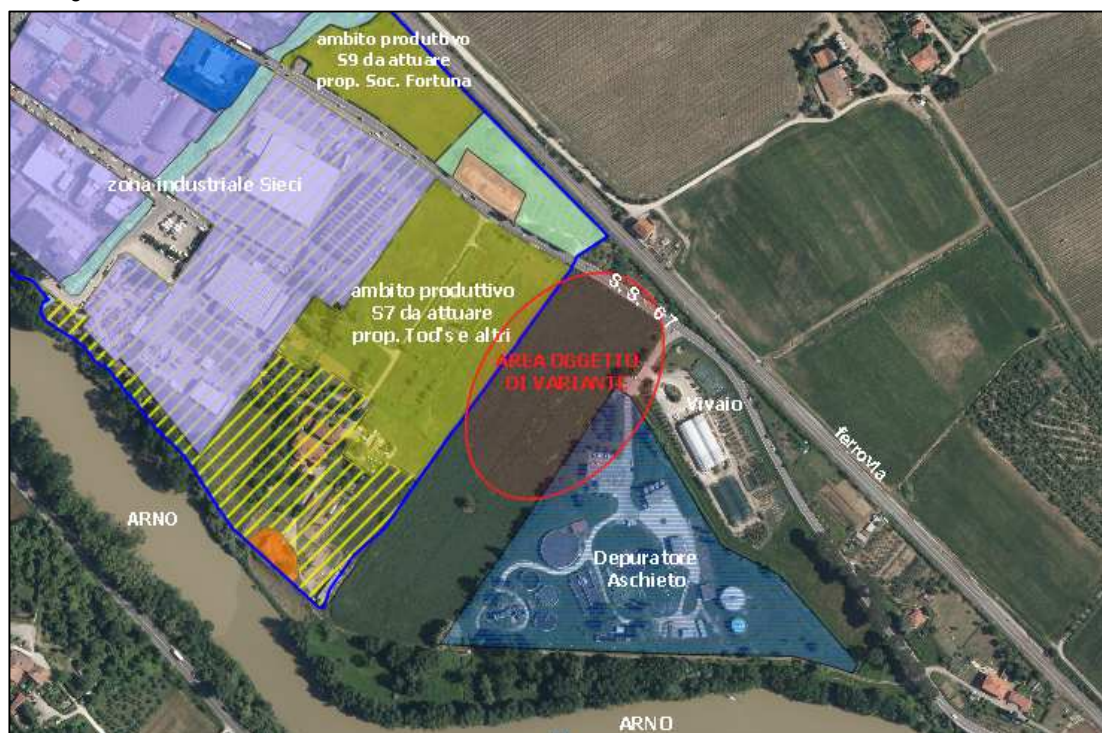 ambito produttivo
S9 da attuare
prop. Soc. Fortuna
zona industriale Sieci
ambito produttivo
S7 da attuare
prop. Tod's e altri
S. S. 67
AREA OGGETTO
DI VARIANTE
Vivaio
ferrovia
ARNO
Depuratore
Aschieto
ARNO